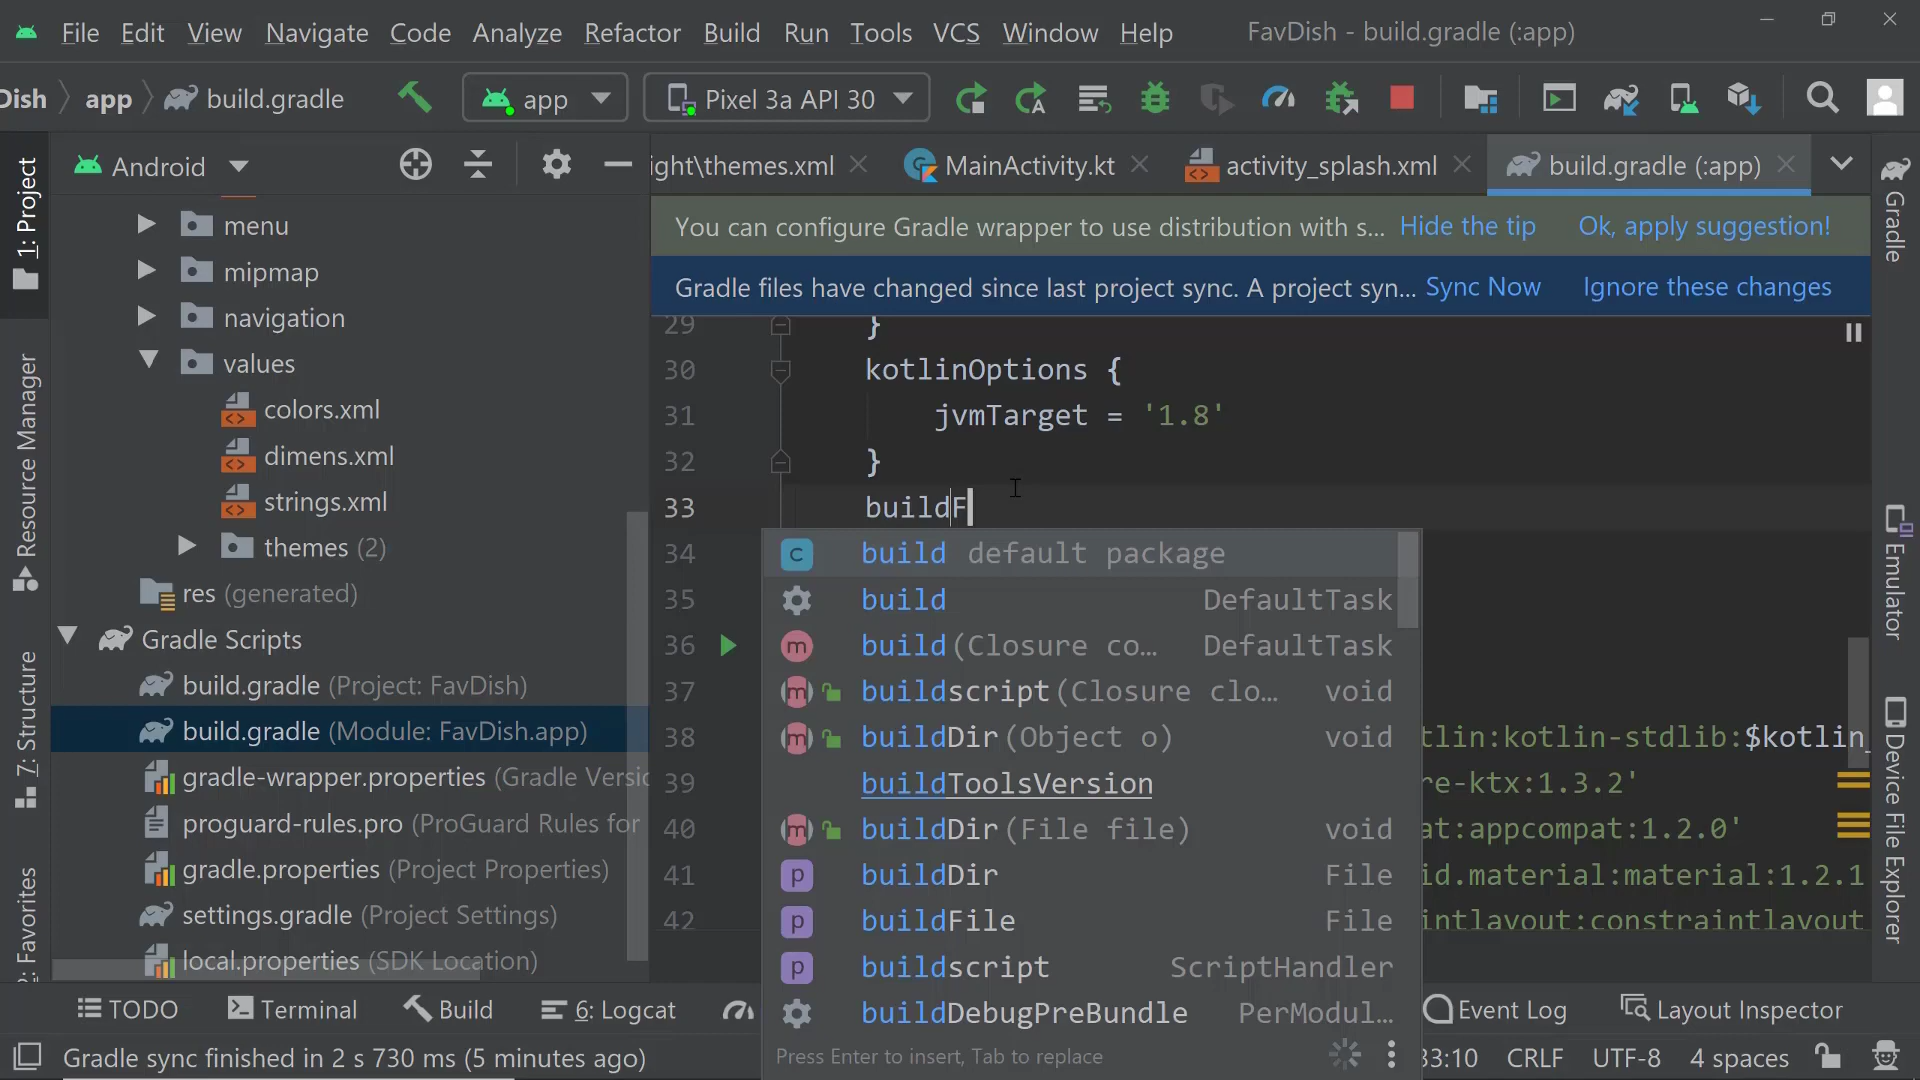 File Edit View Navigate Code Analyze Refactor Build Run Tools VCS Window Help FavDish - build.gradle (:app)
Dish app build.gradle app Pixel 3a API 30
Android
ight\themes.xml MainActivity.kt activity_splash.xml build.gradle (:app)
You can configure Gradle wrapper to use distribution with s... Hide the tip Ok, apply suggestion!
Gradle files have changed since last project sync. A project syn... Sync Now Ignore these changes
1: Project
Resource Manager
7: Structure
: Favorites
menu
mipmap
navigation
values
colors.xml
dimens.xml
strings.xml
themes (2)
res (generated)
Gradle Scripts
build.gradle (Project: FavDish)
build.gradle (Module: FavDish.app)
gradle-wrapper.properties (Gradle Versic
proguard-rules.pro (ProGuard Rules for
gradle.properties (Project Properties)
settings.gradle (Project Settings)
local.properties (SDK Location)
29 }
30 kotlinOptions {
31 jvmTarget = '1.8'
32 }
33 buildF
34
35
36
37
38 tlin:kotlin-stdlib:$kotlin_
39 re-ktx:1.3.2'
40 at:appcompat:1.2.0'
41 id.material:material:1.2.1
42 intlayout:constraintlayout
build default package
build DefaultTask
build(Closure co... DefaultTask
buildscript(Closure clo... void
buildDir(Object o) void
buildToolsVersion
buildDir(File file) void
buildDir File
buildFile File
buildscript ScriptHandler
buildDebugPreBundle PerModul...
Press Enter to insert, Tab to replace
Gradle
Emulator
Device File Explorer
TODO Terminal Build 6: Logcat Event Log Layout Inspector
Gradle sync finished in 2 s 730 ms (5 minutes ago) 33:10 CRLF UTF-8 4 spaces